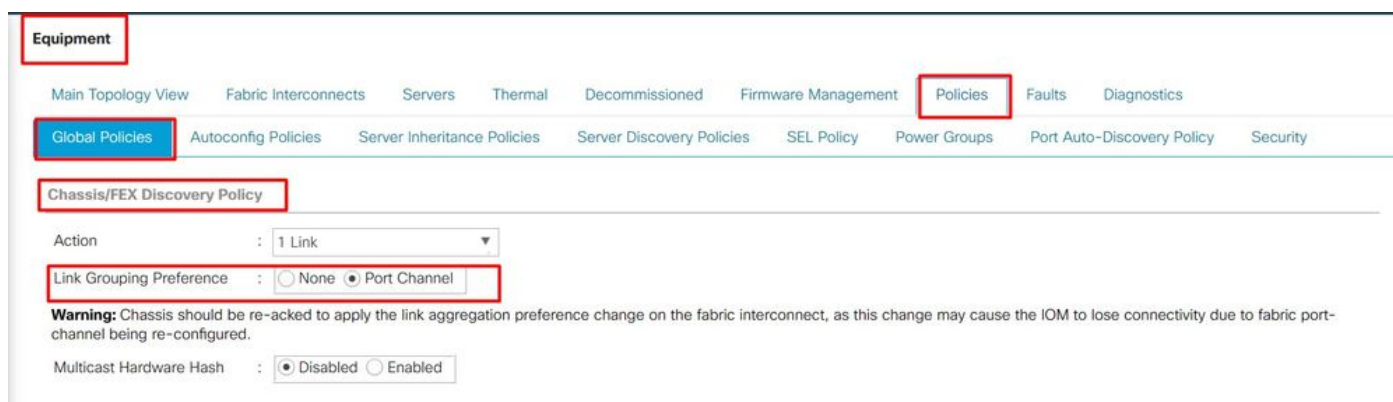 Equipment
Main Topology View Fabric Interconnects Servers Thermal Decommissioned Firmware Management Policies Faults Diagnostics
Global Policies Autoconfig Policies Server Inheritance Policies Server Discovery Policies SEL Policy Power Groups Port Auto-Discovery Policy Security
Chassis/FEX Discovery Policy
Action : 1 Link
Link Grouping Preference : None Port Channel
Warning: Chassis should be re-acked to apply the link aggregation preference change on the fabric interconnect, as this change may cause the IOM to lose connectivity due to fabric port-
channel being re-configured.
Multicast Hardware Hash : Disabled Enabled